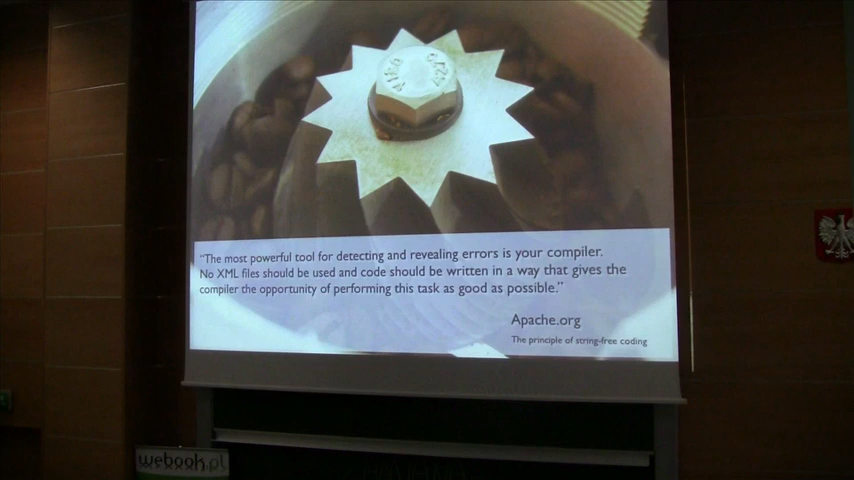 “The most powerful tool for detecting and revealing errors is your compiler.
No XML files should be used and code should be written in a way that gives the
compiler the opportunity of performing this task as good as possible.”
Apache.org
The principle of string-free coding
webook.pl